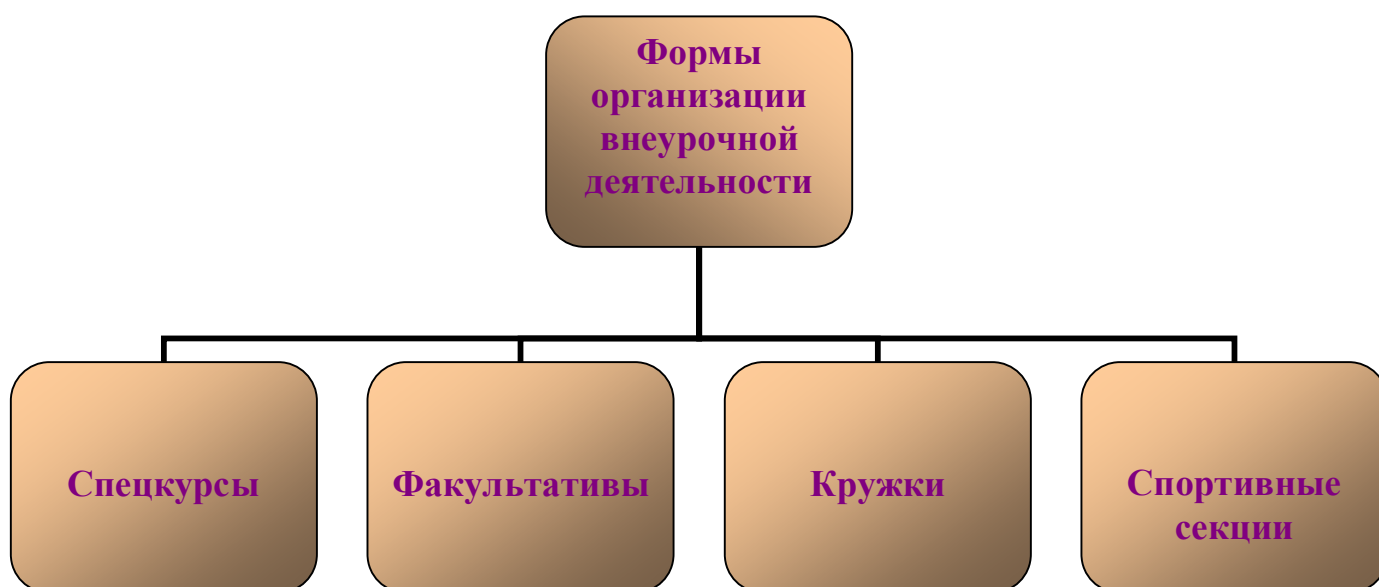 Формы
организации
внеурочной
деятельности
Спецкурсы
Факультативы
Кружки
Спортивные
секции